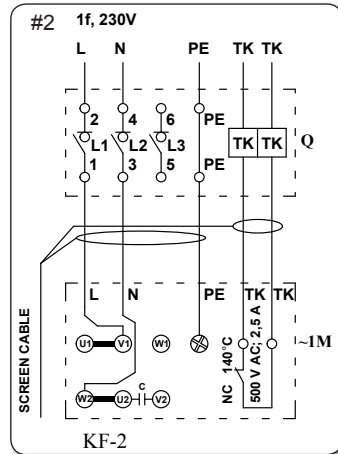 #2 1f, 230V
L N PE TK TK
2 4 6
L1 L2 L3 PE TK TK Q
1 3 5 PE
L N PE TK TK
U1 V1 W1
~1M
NC 140°C
500 V AC; 2,5 A
C
W2 U2 V2
SCREEN CABLE
KF-2